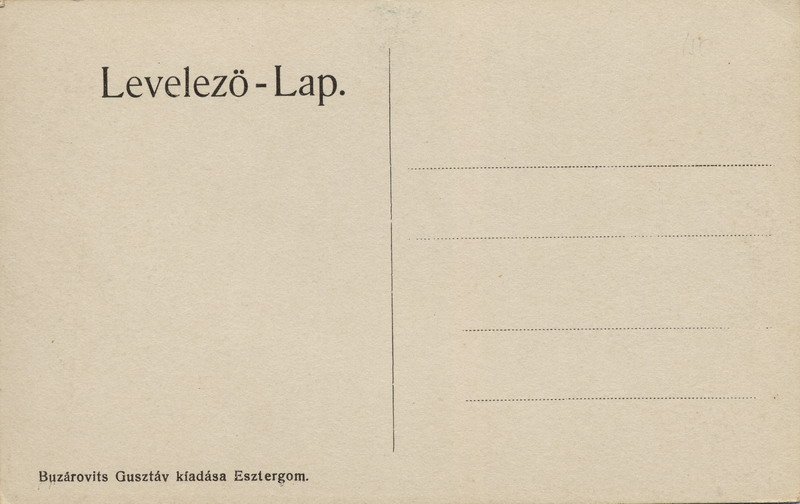 Levelezö-Lap.
Buzárovits Gusztáv kiadása Esztergom.